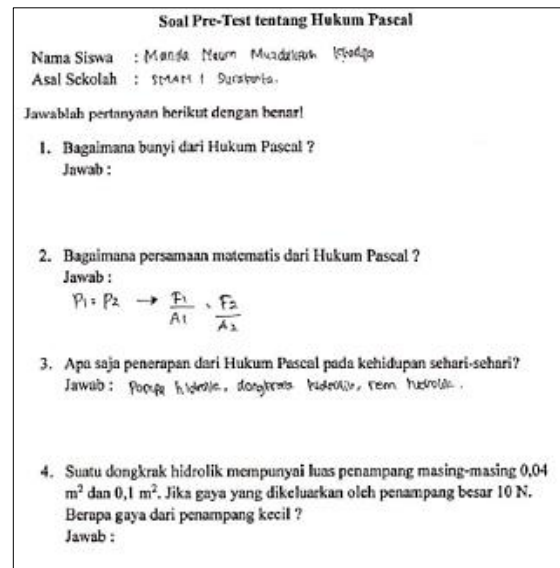 Soal Pre-Test tentang Hukum Pascal
Nama Siswa : Manda
Asal Sekolah : SMAM 1
Jawablah pertanyaan berikut dengan benar!
1. Bagaimana bunyi dari Hukum Pascal ?
Jawab :
2. Bagaimana persamaan matematis dari Hukum Pascal ?
Jawab :
P1 = P2 → F1/A1 = F2/A2
3. Apa saja penerapan dari Hukum Pascal pada kehidupan sehari-sehari?
Jawab : Pompa hidrolik, dongkrak hidrolik, rem hidrolik.
4. Suatu dongkrak hidrolik mempunyai luas penampang masing-masing 0,04
m² dan 0,1 m². Jika gaya yang dikeluarkan oleh penampang besar 10 N.
Berapa gaya dari penampang kecil ?
Jawab :